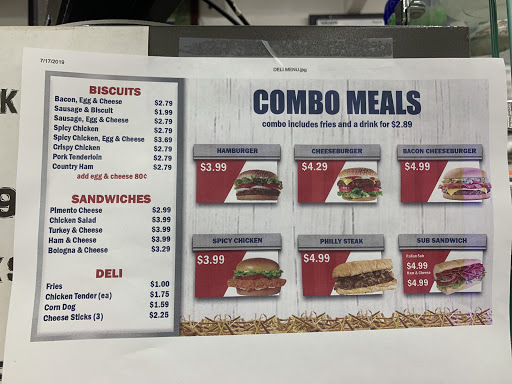 7/17/2019
DELI MENU.jpg
BISCUITS
Bacon, Egg & Cheese $2.79
Sausage & Biscuit $1.99
Sausage, Egg & Cheese $2.79
Spicy Chicken $2.79
Spicy Chicken, Egg & Cheese $3.69
Crispy Chicken $2.79
Pork Tenderloin $2.79
Country Ham $2.79
add egg & cheese 80¢
SANDWICHES
Pimento Cheese $2.99
Chicken Salad $3.99
Turkey & Cheese $3.99
Ham & Cheese $3.99
Bologna & Cheese $3.29
DELI
Fries $1.00
Chicken Tender (ea) $1.75
Corn Dog $1.59
Cheese Sticks (3) $2.25
COMBO MEALS
combo includes fries and a drink for $2.89
HAMBURGER
$3.99
CHEESEBURGER
$4.29
BACON CHEESEBURGER
$4.99
SPICY CHICKEN
$3.99
PHILLY STEAK
$4.99
SUB SANDWICH
Italian Sub
$4.99
Ham & Cheese
$4.99